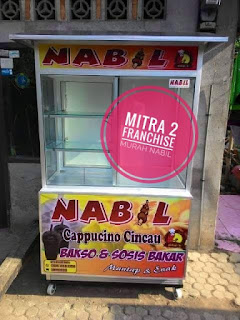 NABIL
NABIL
MITRA 2
FRANCHISE
MURAH NABIL
NABIL
Cappucino Cincau
BAKSO & SOSIS BAKAR
Mantap & Enak